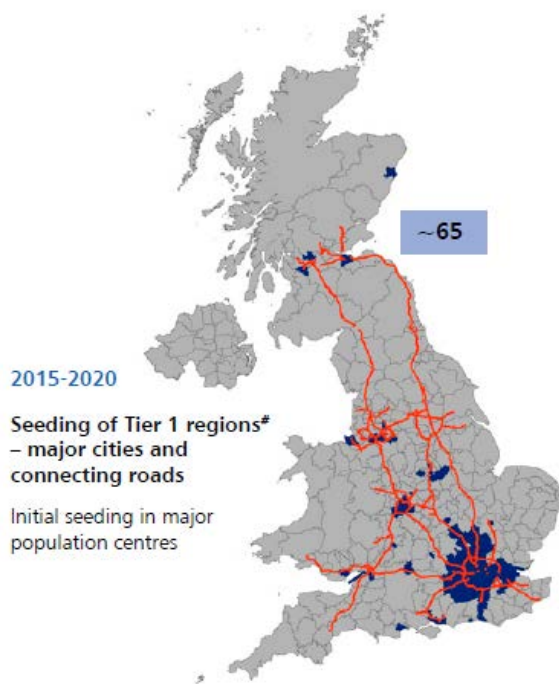 ~65
2015-2020
Seeding of Tier 1 regions#
– major cities and
connecting roads
Initial seeding in major
population centres